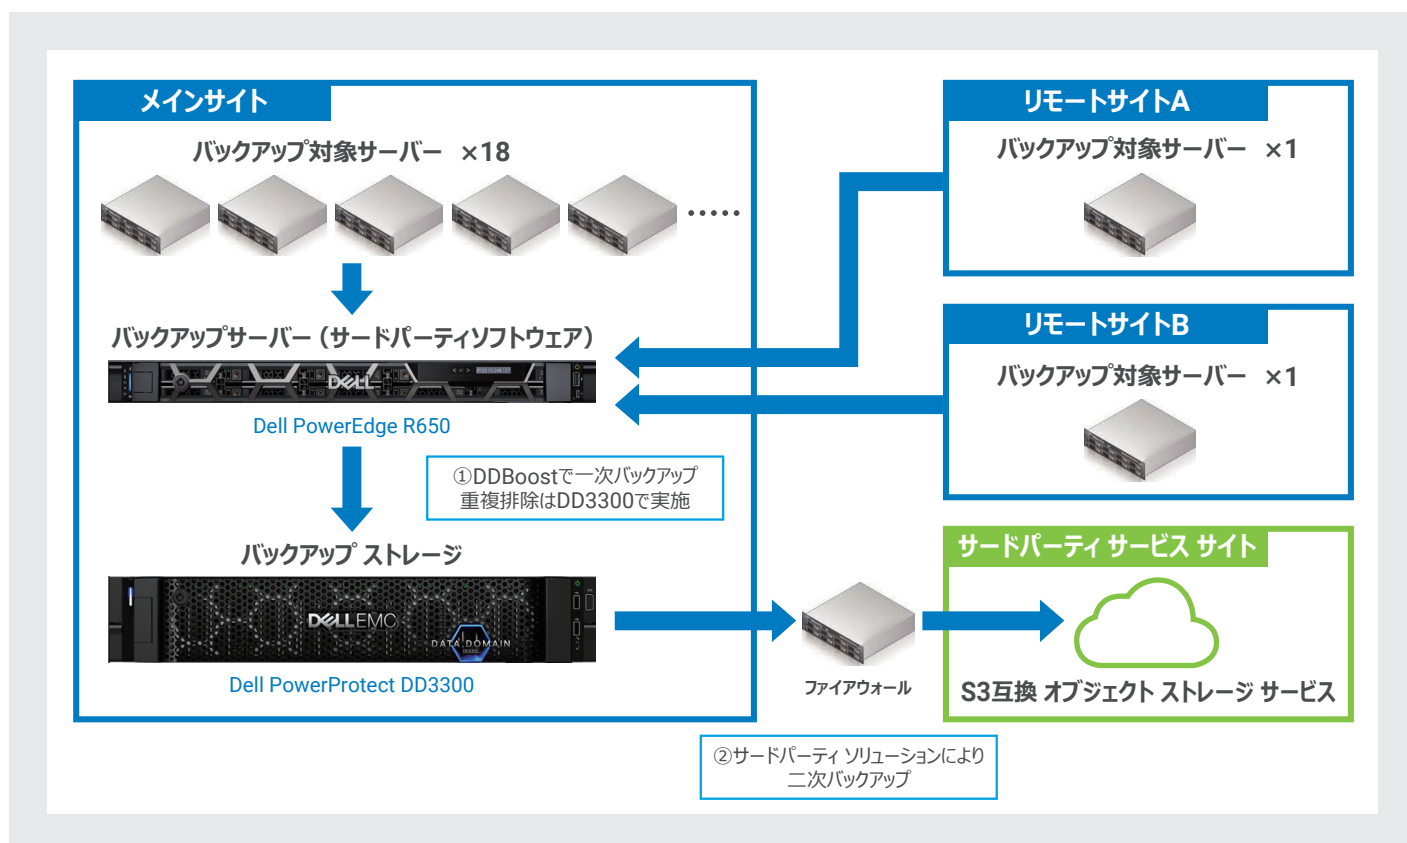 メインサイト
バックアップ対象サーバー ×18
バックアップサーバー（サードパーティソフトウェア）
DELL
Dell PowerEdge R650
①DDBoostで一次バックアップ
重複排除はDD3300で実施
バックアップ ストレージ
DELLEMC
DATA DOMAIN
DD3300
Dell PowerProtect DD3300
リモートサイトA
バックアップ対象サーバー ×1
リモートサイトB
バックアップ対象サーバー ×1
サードパーティ サービス サイト
ファイアウォール
S3互換 オブジェクト ストレージ サービス
②サードパーティ ソリューションにより
二次バックアップ